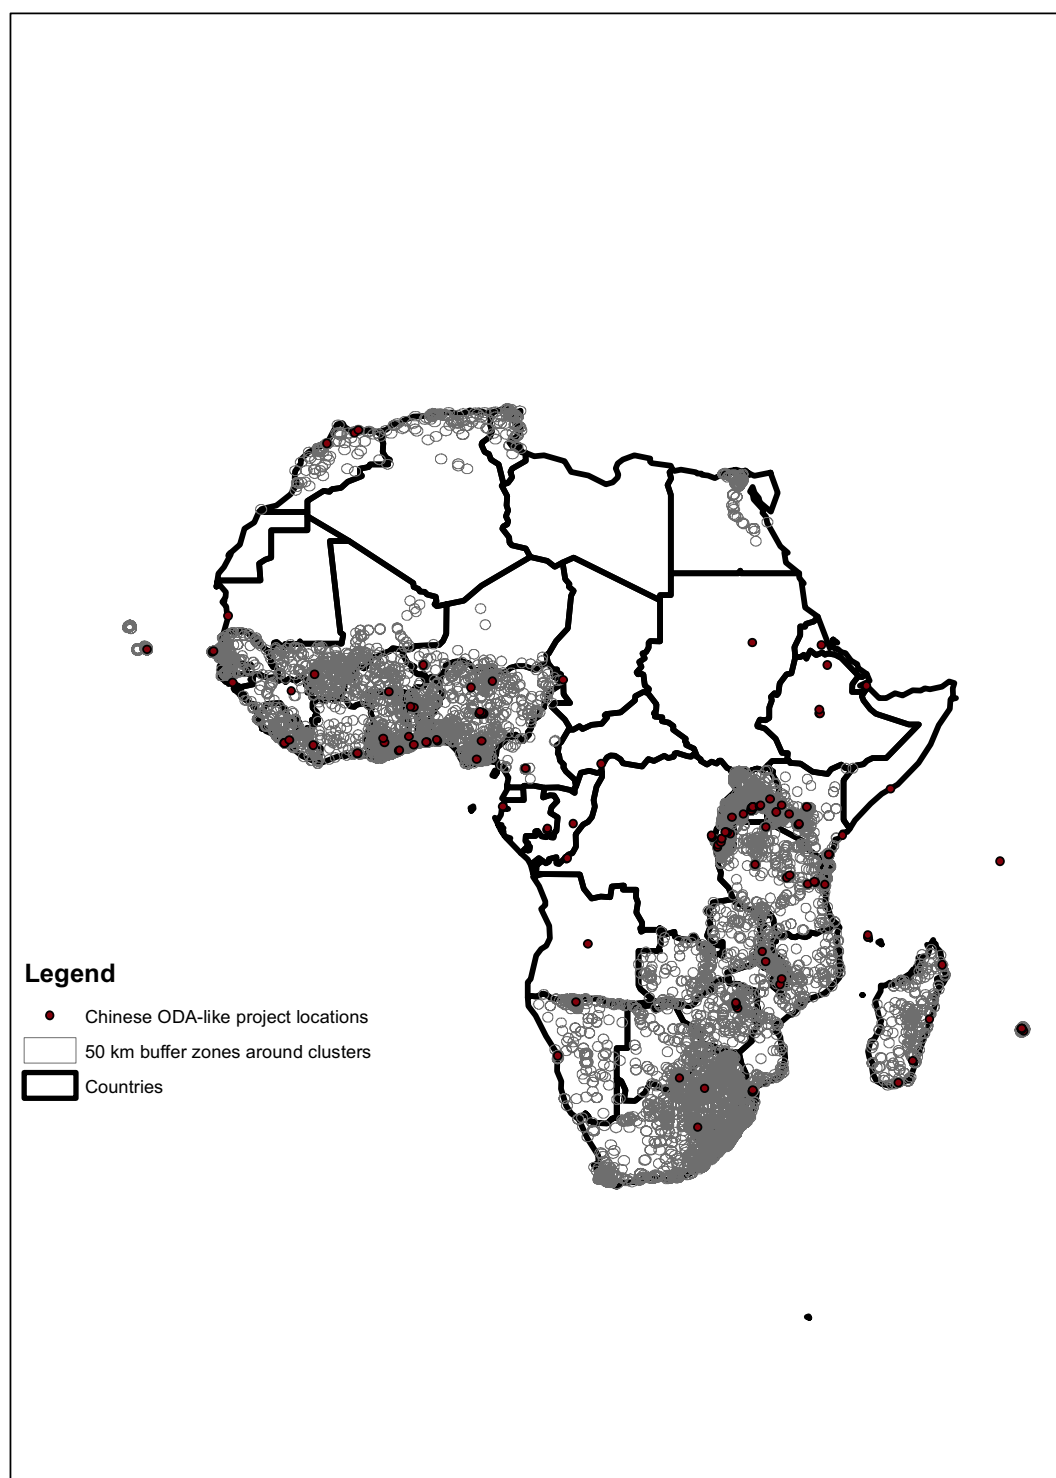 Legend
Chinese ODA-like project locations
50 km buffer zones around clusters
Countries